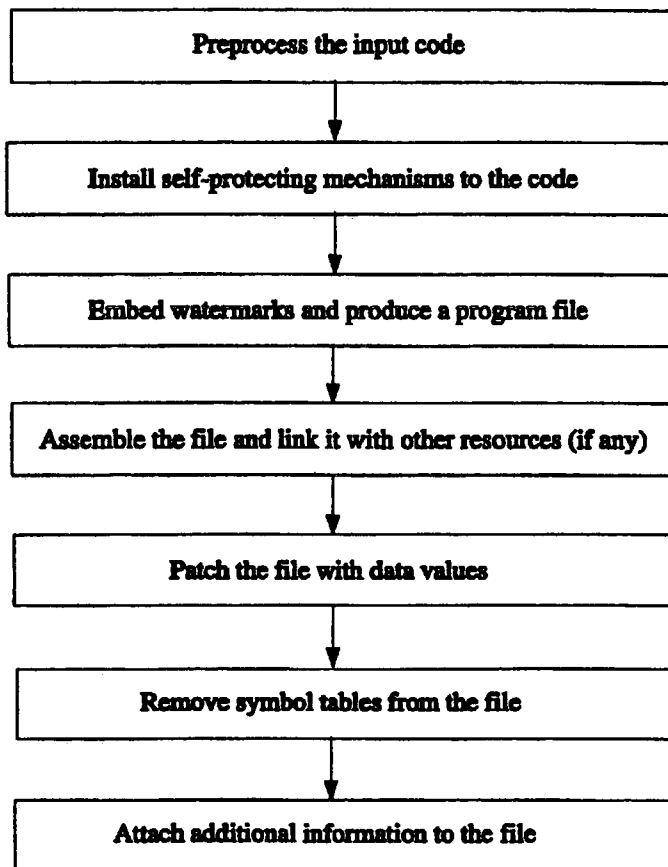 Preprocess the input code
Install self-protecting mechanisms to the code
Embed watermarks and produce a program file
Assemble the file and link it with other resources (if any)
Patch the file with data values
Remove symbol tables from the file
Attach additional information to the file